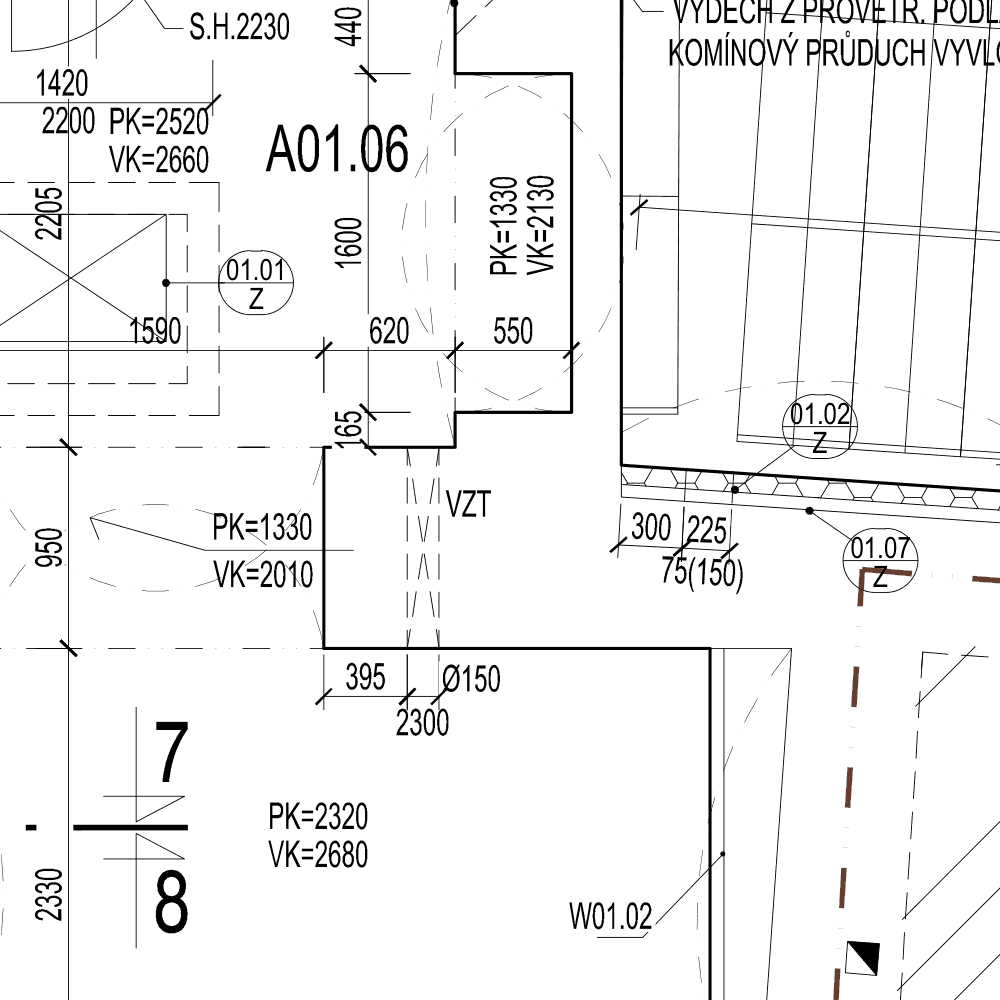 S.H.2230
440
VÝDECH Z PROVĚTR. PODL
KOMÍNOVÝ PRŮDUCH VYVL
1420
2200
PK=2520
VK=2660
A01.06
2205
1600
PK=1330
VK=2130
01.01
Z
1590
620
550
165
01.02
Z
VZT
950
PK=1330
VK=2010
300
225
75(150)
01.07
Z
395
Ø150
2300
7
8
PK=2320
VK=2680
2330
W01.02